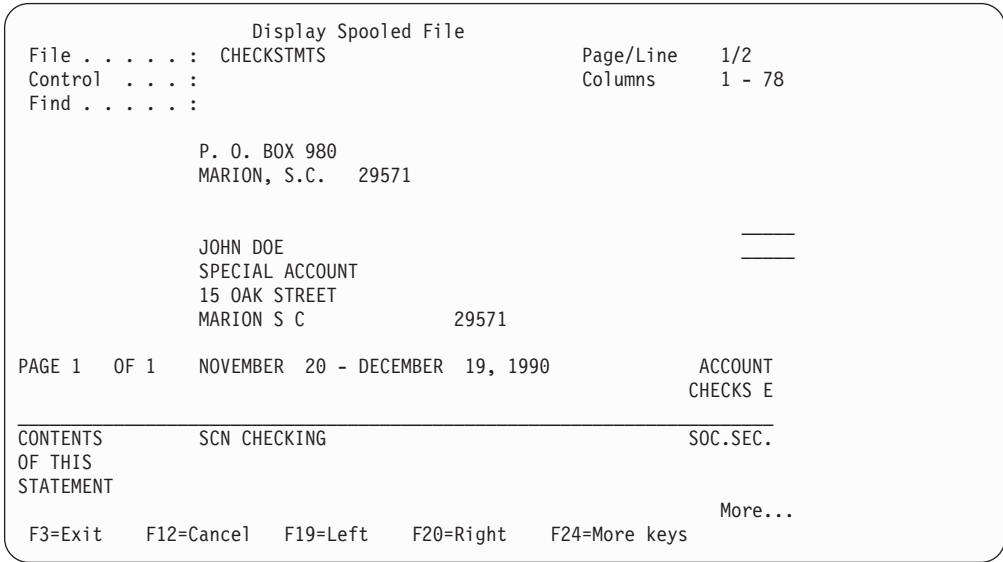 Display Spooled File
File . . . . . : CHECKSTMTS Page/Line 1/2
Control . . . : Columns 1 - 78
Find . . . . . :
P. O. BOX 980
MARION, S.C. 29571
_____
JOHN DOE _____
SPECIAL ACCOUNT
15 OAK STREET
MARION S C 29571
PAGE 1 OF 1 NOVEMBER 20 - DECEMBER 19, 1990 ACCOUNT
CHECKS E
_______________________________________________________________________
CONTENTS SCN CHECKING SOC.SEC.
OF THIS
STATEMENT
More...
F3=Exit F12=Cancel F19=Left F20=Right F24=More keys